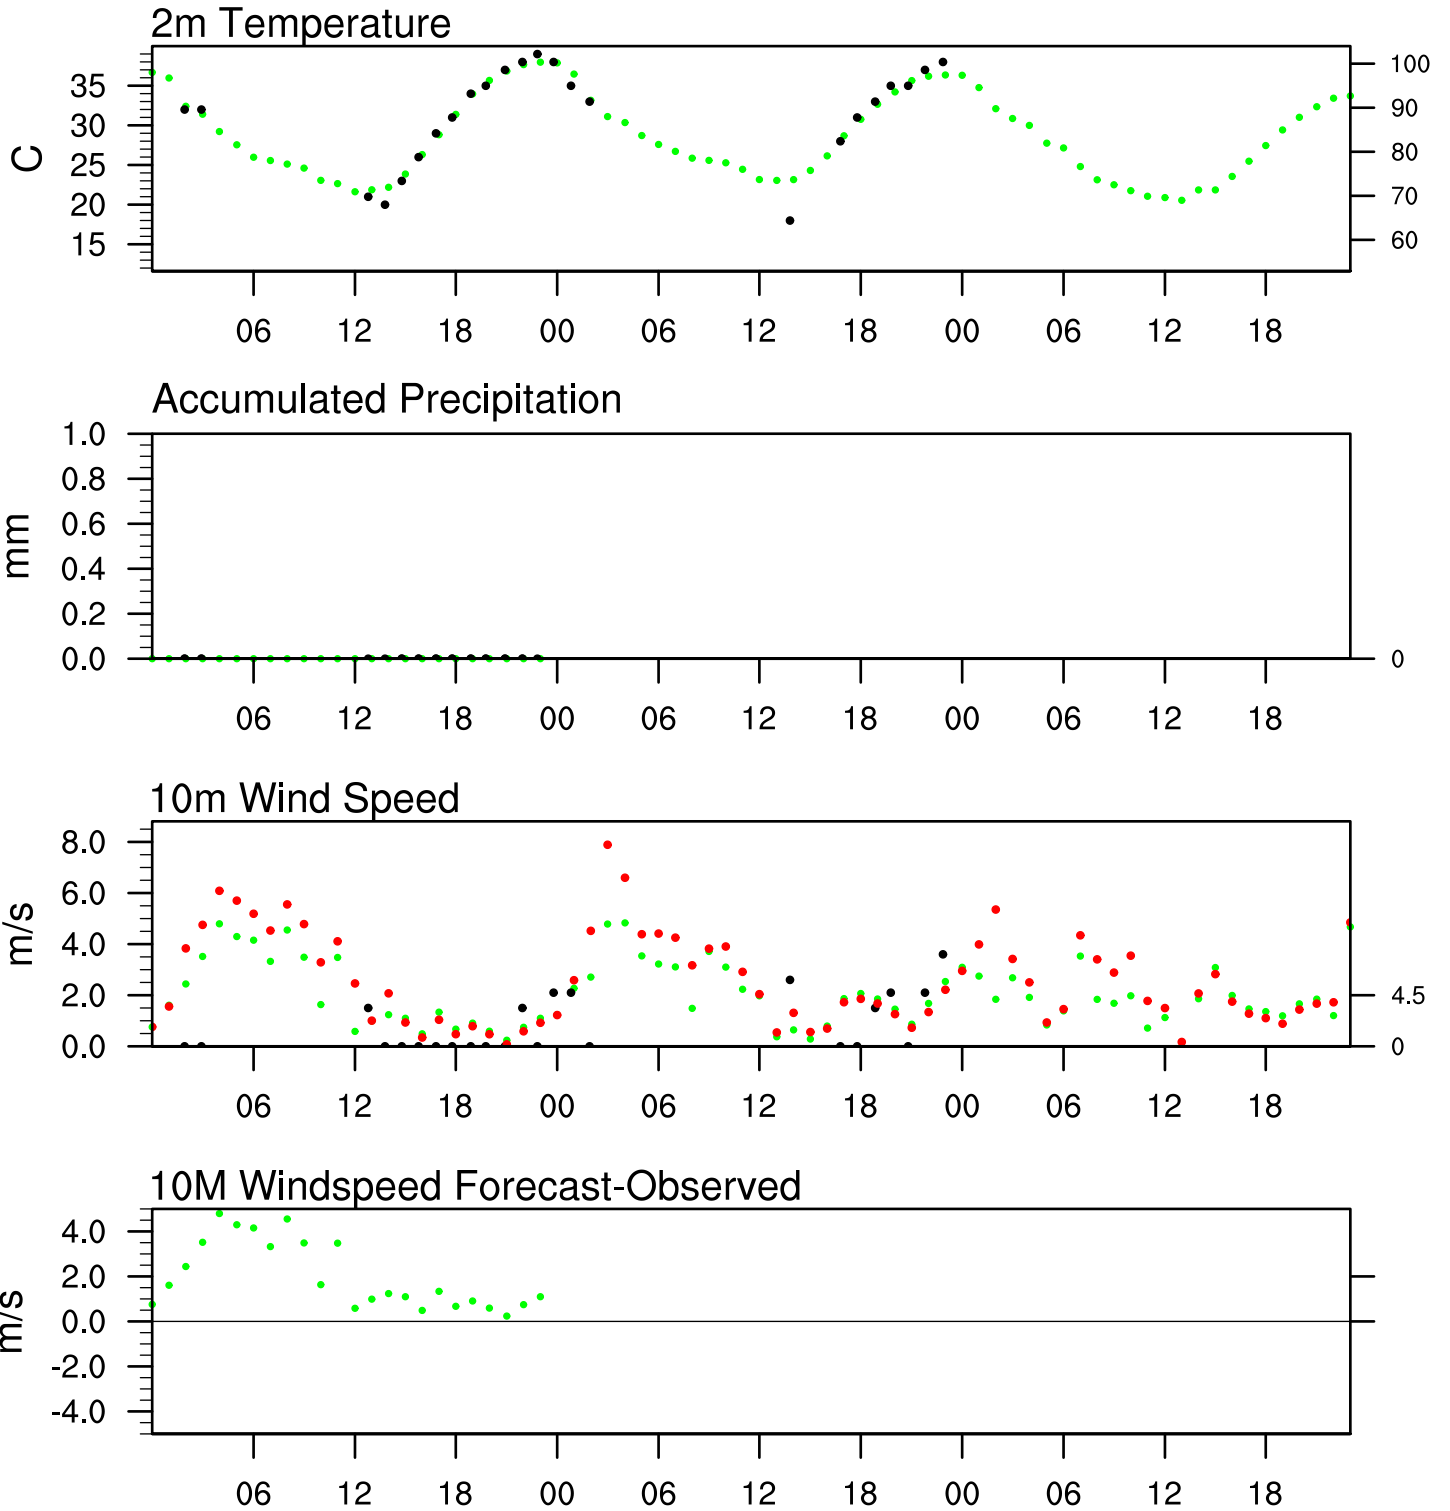 2m Temperature
C
35
30
25
20
15
100
90
80
70
60
06 12 18 00 06 12 18 00 06 12 18
Accumulated Precipitation
mm
1.0
0.8
0.6
0.4
0.2
0.0
0
06 12 18 00 06 12 18 00 06 12 18
10m Wind Speed
m/s
8.0
6.0
4.0
2.0
0.0
4.5
0
06 12 18 00 06 12 18 00 06 12 18
10M Windspeed Forecast-Observed
m/s
4.0
2.0
0.0
-2.0
-4.0
06 12 18 00 06 12 18 00 06 12 18